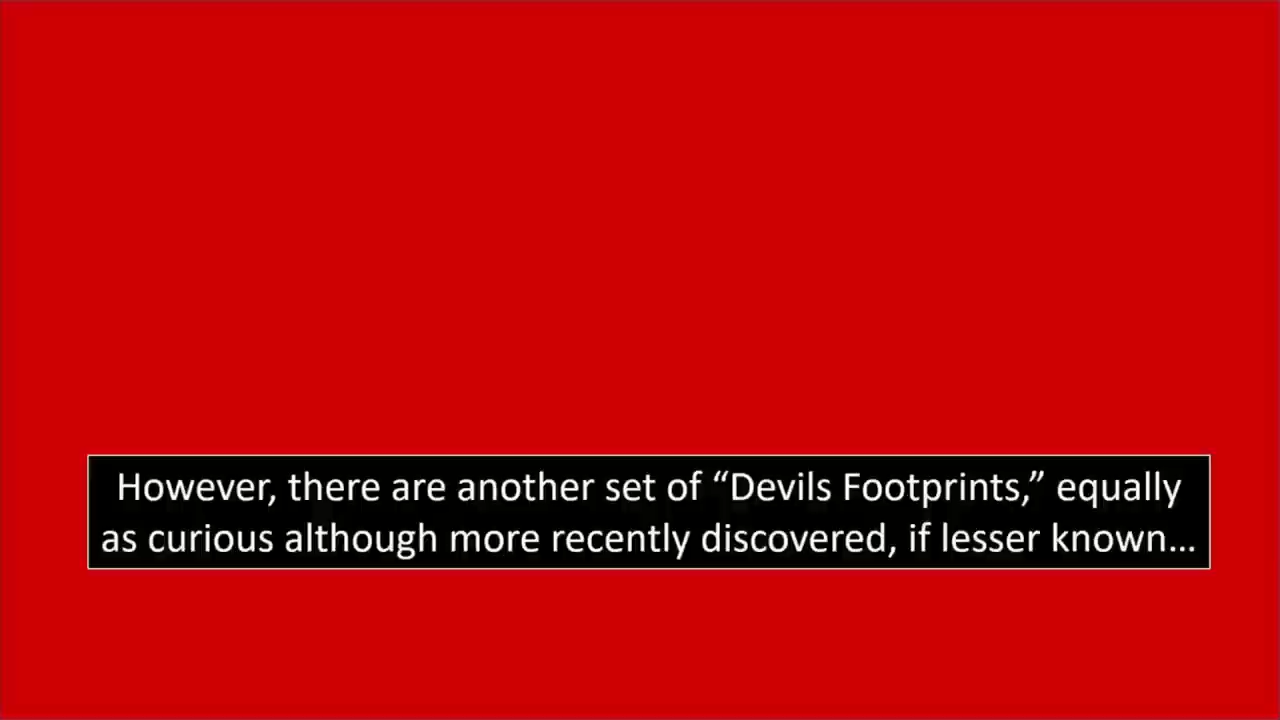 However, there are another set of “Devils Footprints,” equally
as curious although more recently discovered, if lesser known…